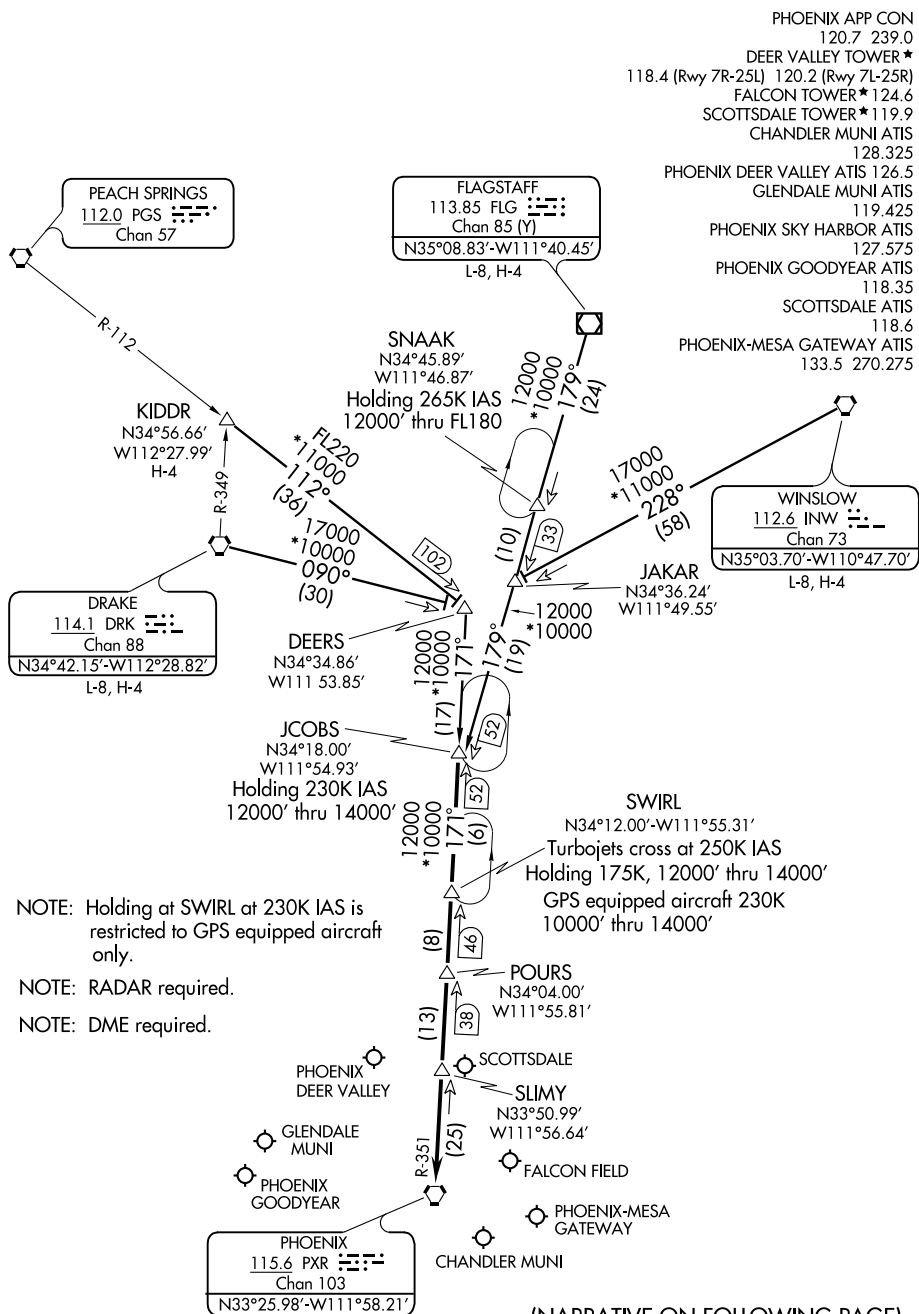 PHOENIX APP CON
120.7 239.0
DEER VALLEY TOWER★
118.4 (Rwy 7R-25L) 120.2 (Rwy 7L-25R)
FALCON TOWER★124.6
SCOTTSDALE TOWER★119.9
CHANDLER MUNI ATIS
128.325
PHOENIX DEER VALLEY ATIS 126.5
GLENDALE MUNI ATIS
119.425
PHOENIX SKY HARBOR ATIS
127.575
PHOENIX GOODYEAR ATIS
118.35
SCOTTSDALE ATIS
118.6
PHOENIX-MESA GATEWAY ATIS
133.5 270.275
PEACH SPRINGS
112.0 PGS
Chan 57
FLAGSTAFF
113.85 FLG
Chan 85 (Y)
N35°08.83'-W111°40.45'
L-8, H-4
R-112
SNAAK
N34°45.89'
W111°46.87'
Holding 265K IAS
12000' thru FL180
12000
*10000
179°
(24)
KIDDR
N34°56.66'
W112°27.99'
H-4
R-349
FL220
*11000
112°
(36)
17000
*10000
090°
(30)
102
(10)
33
17000
*11000
228°
(58)
WINSLOW
112.6 INW
Chan 73
N35°03.70'-W110°47.70'
L-8, H-4
JAKAR
N34°36.24'
W111°49.55'
DRAKE
114.1 DRK
Chan 88
N34°42.15'-W112°28.82'
L-8, H-4
DEERS
N34°34.86'
W111 53.85'
12000
*10000
171°
(17)
12000
*10000
179°
(19)
52
JCOBS
N34°18.00'
W111°54.93'
Holding 230K IAS
12000' thru 14000'
52
12000
*10000
171°
(6)
SWIRL
N34°12.00'-W111°55.31'
Turbojets cross at 250K IAS
Holding 175K, 12000' thru 14000'
GPS equipped aircraft 230K
10000' thru 14000'
NOTE: Holding at SWIRL at 230K IAS is
restricted to GPS equipped aircraft
only.
NOTE: RADAR required.
NOTE: DME required.
(8)
46
POURS
N34°04.00'
W111°55.81'
(13)
38
PHOENIX
DEER VALLEY
SCOTTSDALE
SLIMY
N33°50.99'
W111°56.64'
GLENDALE
MUNI
R-351
(25)
PHOENIX
GOODYEAR
FALCON FIELD
PHOENIX-MESA
GATEWAY
CHANDLER MUNI
PHOENIX
115.6 PXR
Chan 103
N33°25.98'-W111°58.21'